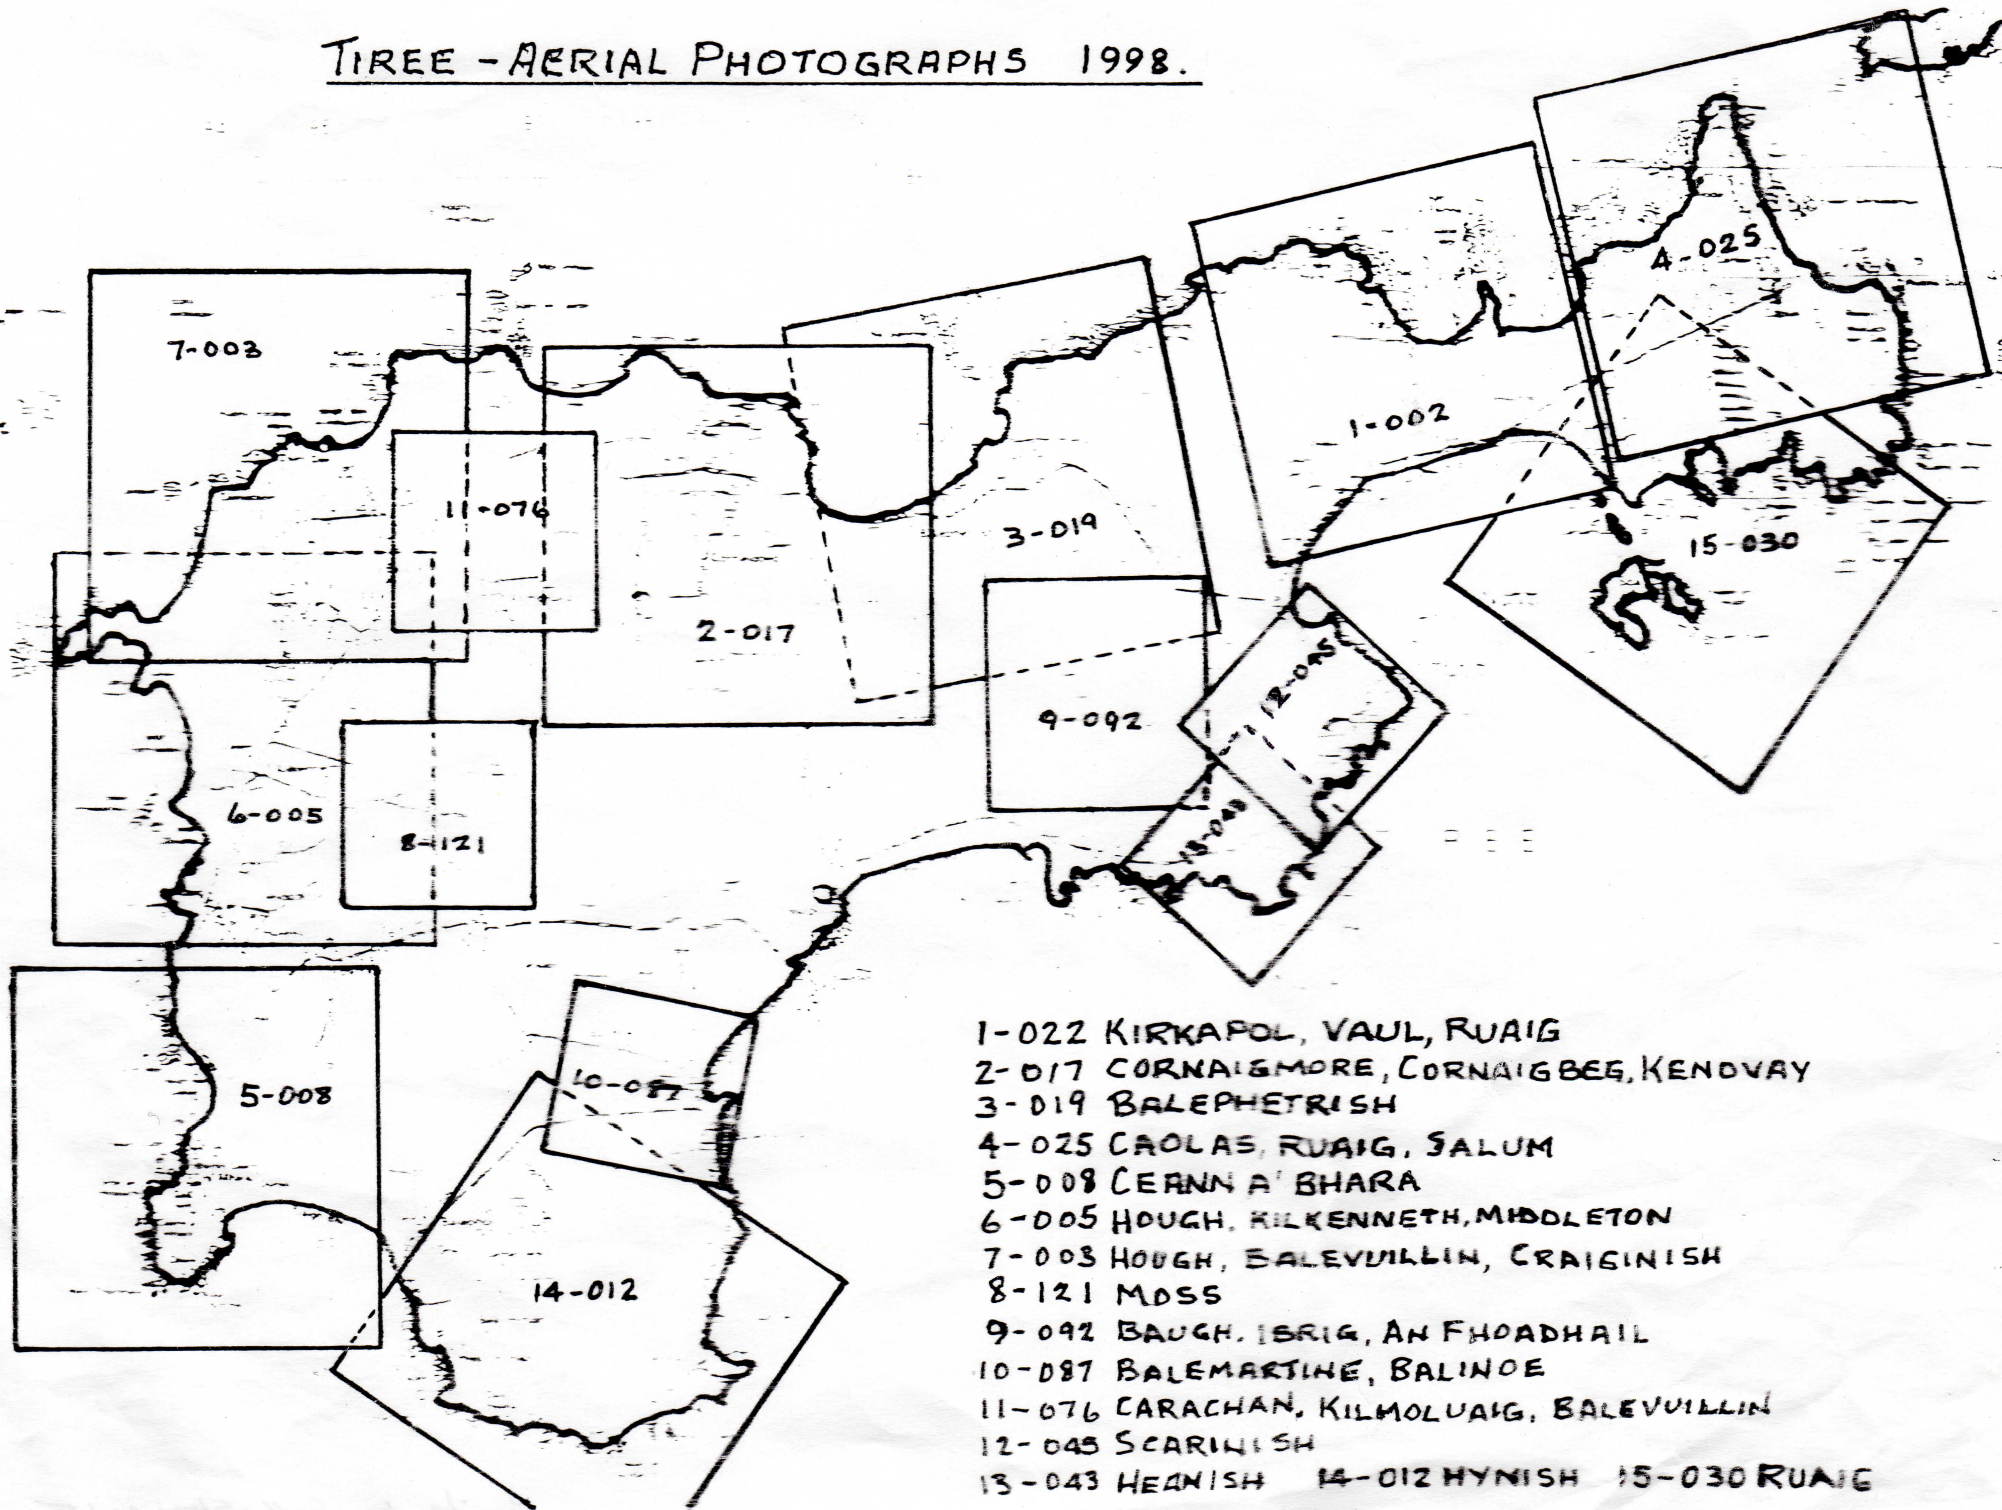 TIREE - AERIAL PHOTOGRAPHS 1998.
4-025
7-003
1-002
11-076
3-019
15-030
2-017
12-045
9-092
6-005
8-121
13-043
10-087
5-008
14-012
1-022 KIRKAPOL, VAUL, RUAIG
2-017 CORNAIGMORE, CORNAIGBEG, KENOVAY
3-019 BALEPHETRISH
4-025 CAOLAS, RUAIG, SALUM
5-008 CEANN A' BHARA
6-005 HOUGH, KILKENNETH, MIDDLETON
7-003 HOUGH, BALEVUILLIN, CRAIGINISH
8-121 MOSS
9-092 BAUGH, ISRIG, AN FHOADHAIL
10-087 BALEMARTINE, BALINOE
11-076 CARACHAN, KILMOLUAIG, BALEVUILLIN
12-045 SCARINISH
13-043 HEANISH 14-012 HYNISH 15-030 RUAIG